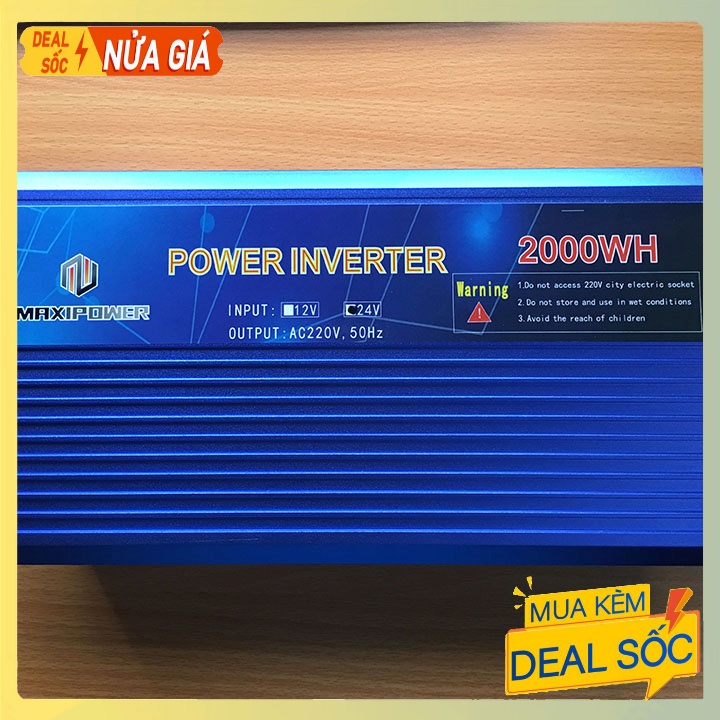 DEAL
SỐC
NỬA GIÁ
POWER INVERTER
2000WH
MAXIPOWER
INPUT: 12V 24V
OUTPUT:AC220V,50Hz
Warning
1.Do not access 220V city electric socket
2.Do not store and use in wet conditions
3.Avoid the reach of children
MUA KÈM
DEAL SỐC